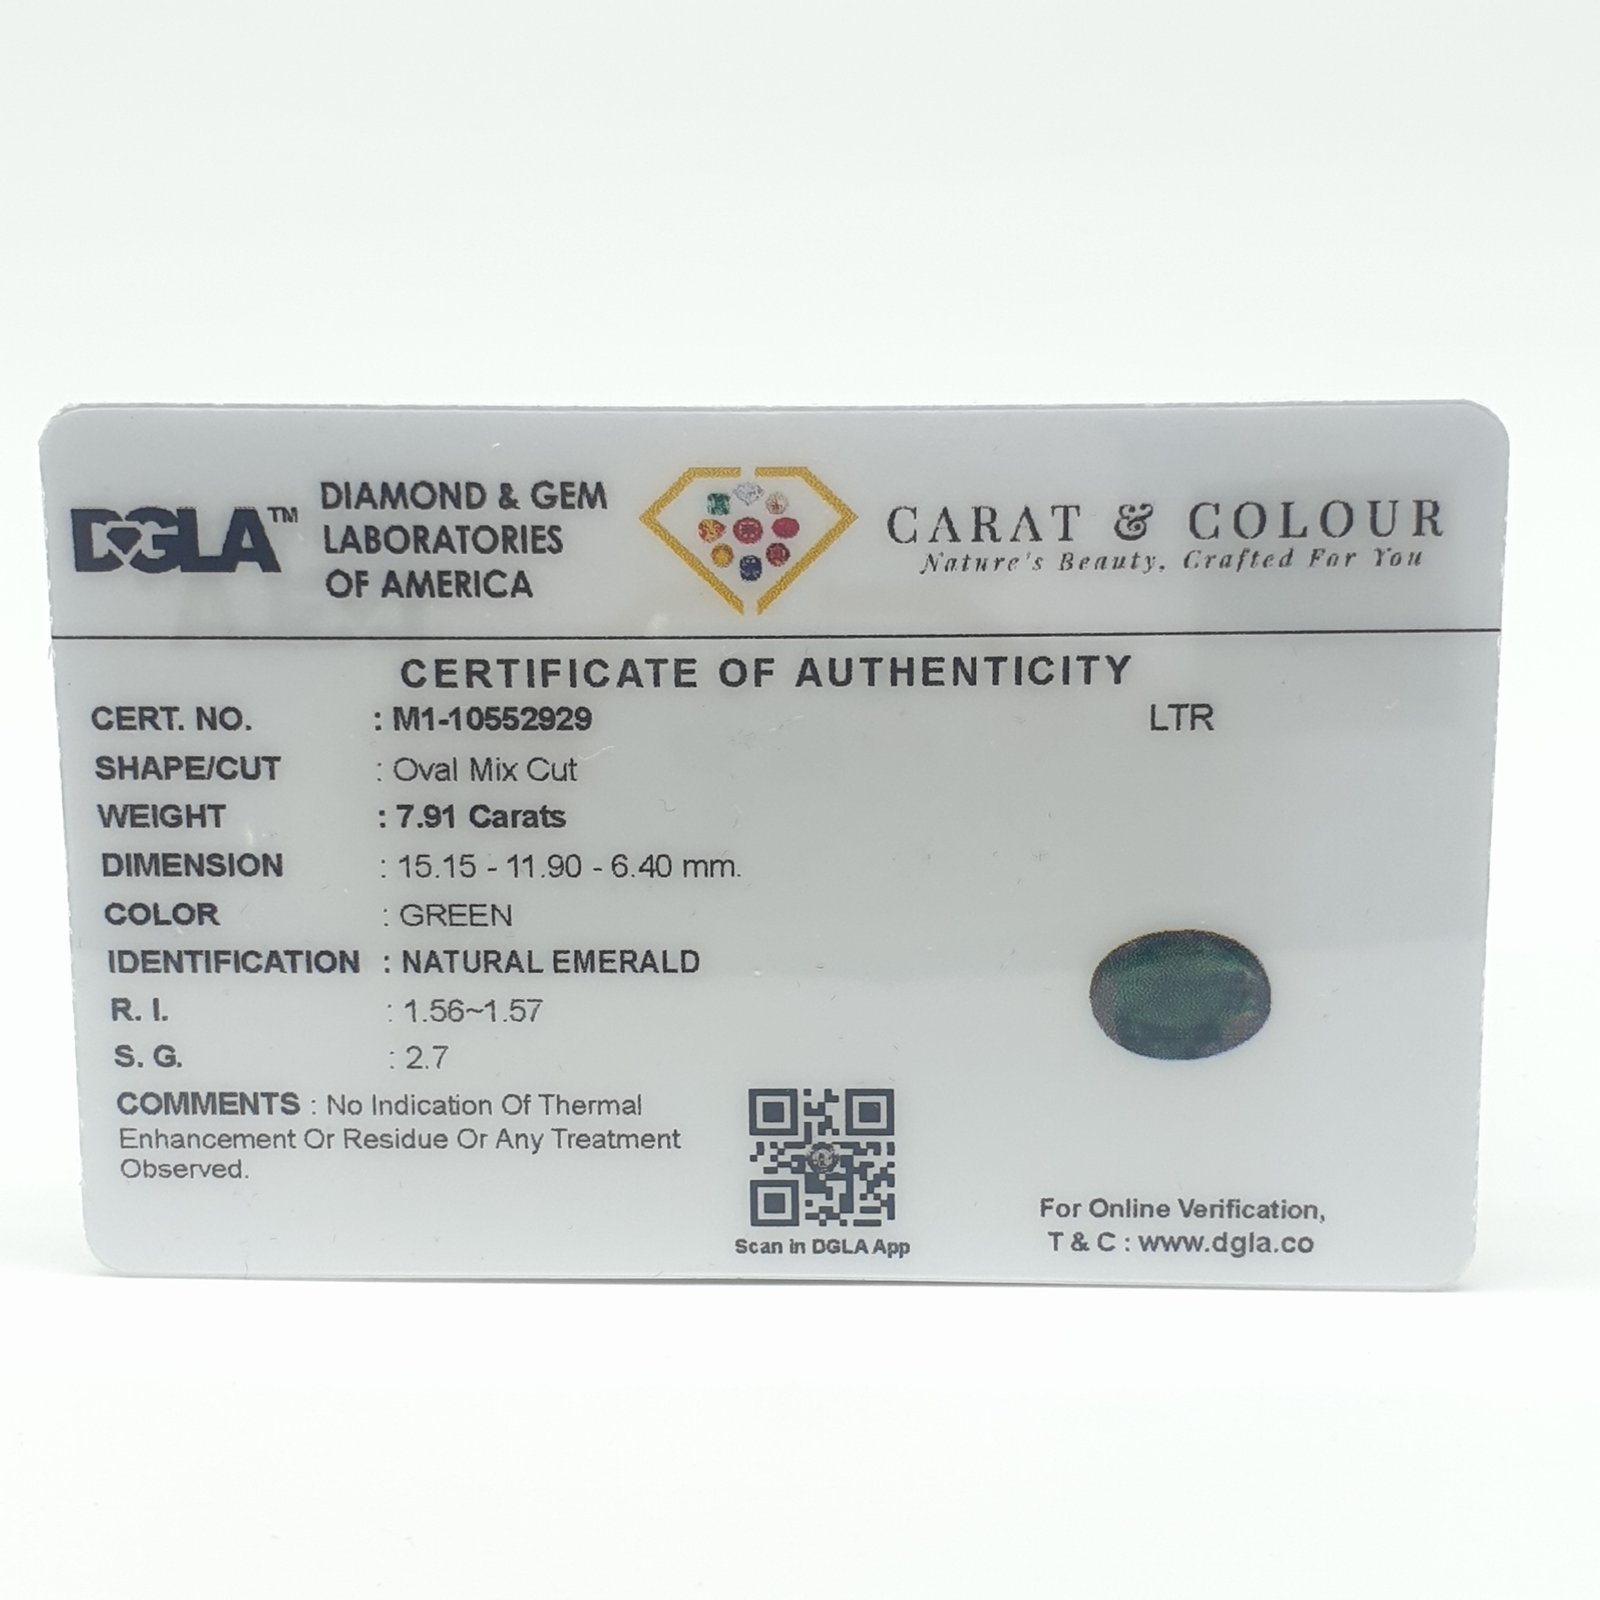 DGLA™
DIAMOND & GEM
LABORATORIES
OF AMERICA
CARAT & COLOUR
Nature's Beauty, Crafted For You
CERTIFICATE OF AUTHENTICITY
CERT. NO. : M1-10552929
LTR
SHAPE/CUT : Oval Mix Cut
WEIGHT : 7.91 Carats
DIMENSION : 15.15 - 11.90 - 6.40 mm.
COLOR : GREEN
IDENTIFICATION : NATURAL EMERALD
R. I. : 1.56~1.57
S. G. : 2.7
COMMENTS : No Indication Of Thermal
Enhancement Or Residue Or Any Treatment
Observed.
Scan in DGLA App
For Online Verification,
T & C : www.dgla.co